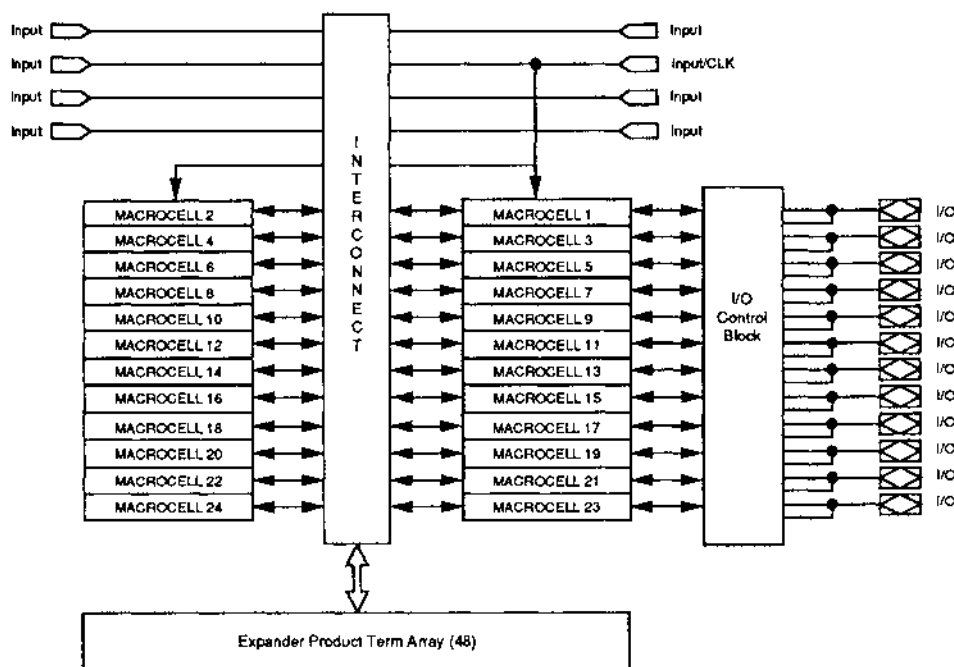 Input Input
Input Input/CLK
Input Input
Input Input
INTERCONNECT
MACROCELL 2 MACROCELL 1 I/O
MACROCELL 4 MACROCELL 3 I/O
MACROCELL 6 MACROCELL 5 I/O
MACROCELL 8 MACROCELL 7 I/O
MACROCELL 10 MACROCELL 9 I/O
MACROCELL 12 MACROCELL 11 I/O
MACROCELL 14 MACROCELL 13 I/O
MACROCELL 16 MACROCELL 15 I/O
MACROCELL 18 MACROCELL 17 I/O
MACROCELL 20 MACROCELL 19 I/O
MACROCELL 22 MACROCELL 21 I/O
MACROCELL 24 MACROCELL 23 I/O
I/O
Control
Block
Expander Product Term Array (48)